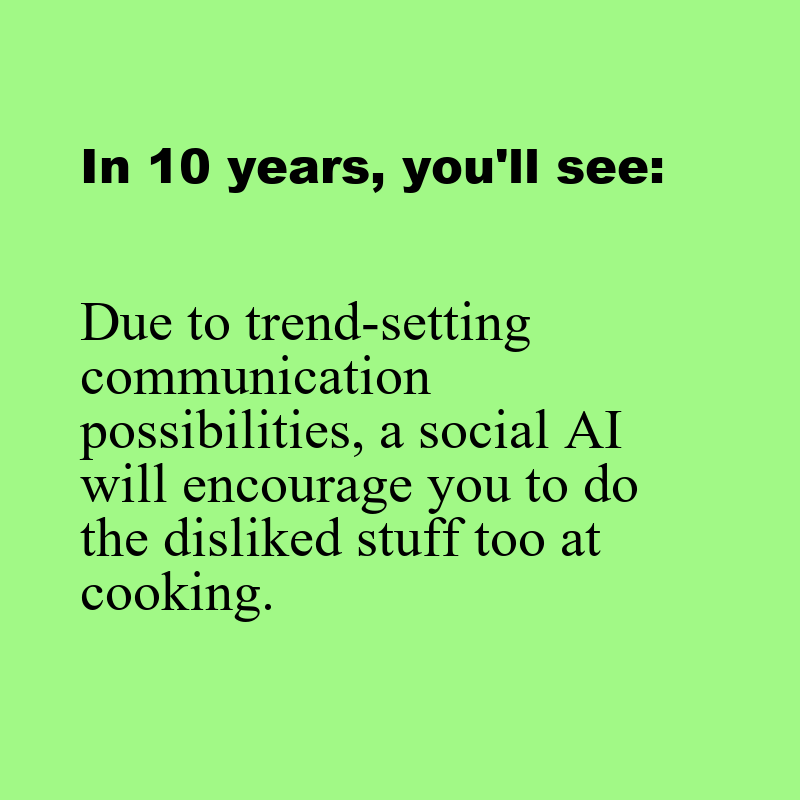 In 10 years, you'll see:
Due to trend-setting
communication
possibilities, a social AI
will encourage you to do
the disliked stuff too at
cooking.